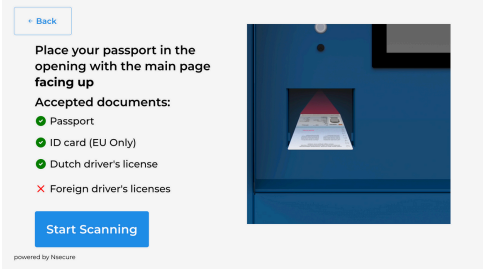 ← Back
Place your passport in the
opening with the main page
facing up
Accepted documents:
Passport
ID card (EU Only)
Dutch driver's license
Foreign driver's licenses
Start Scanning
powered by Nsecure